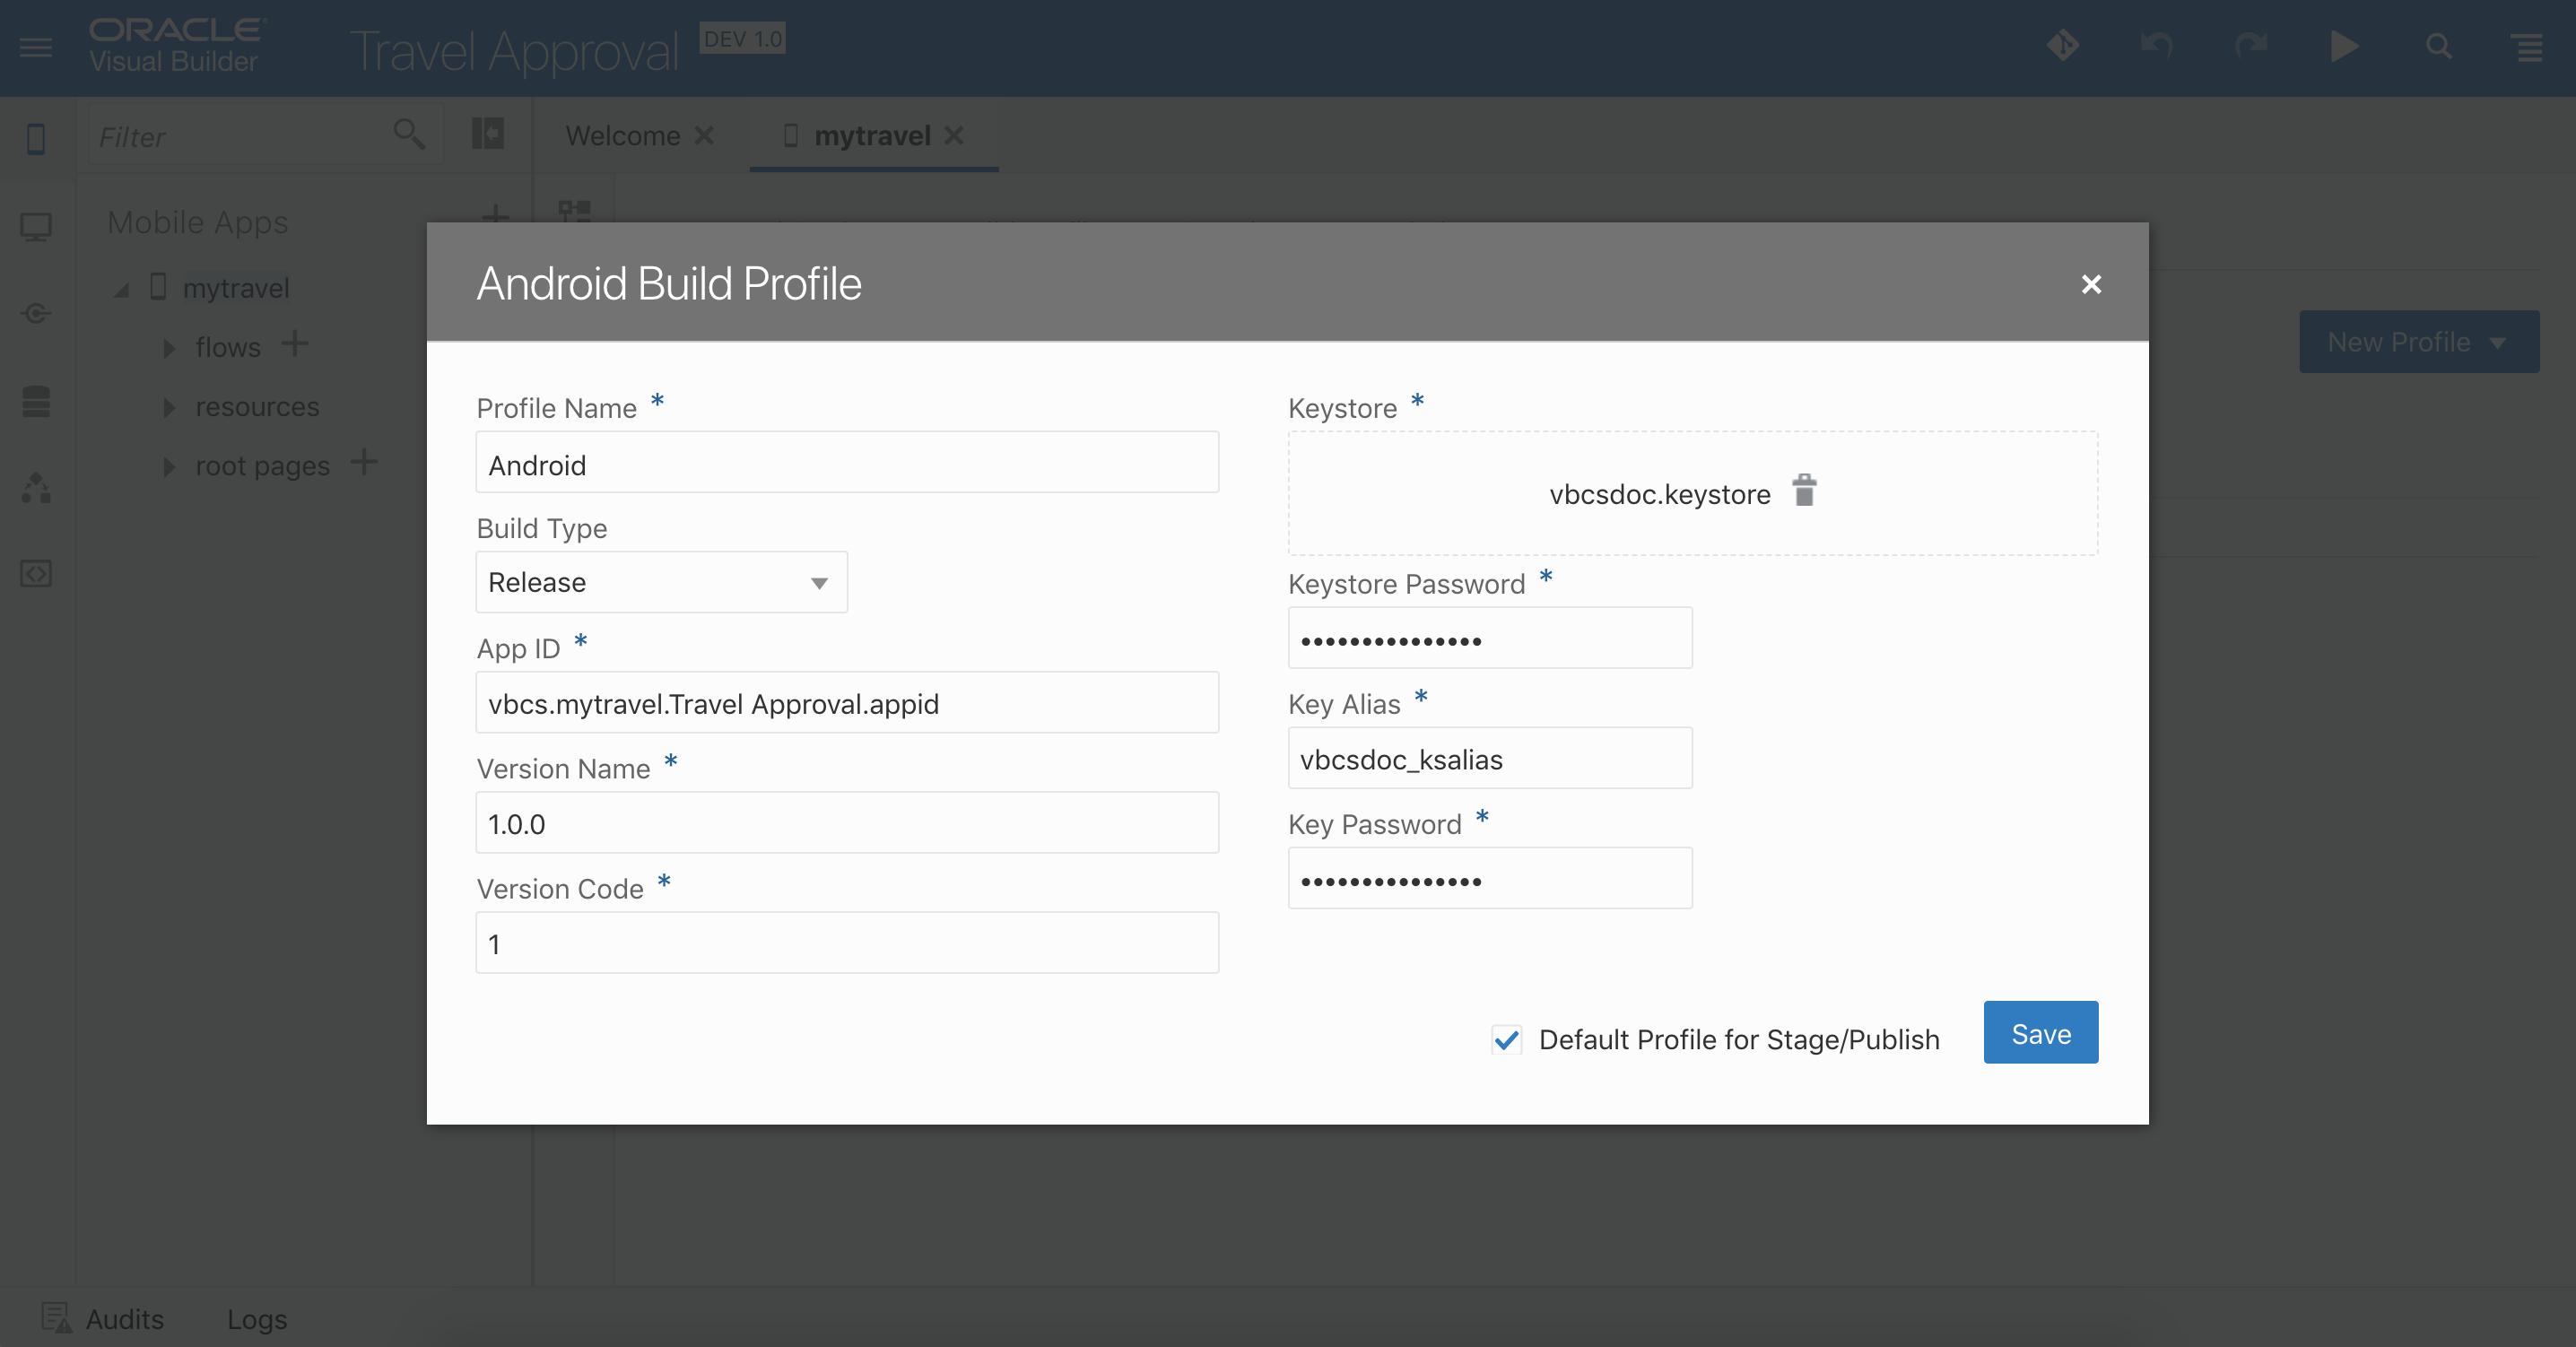 ORACLE
Visual Builder
Travel Approval
DEV 1.0
Filter
Welcome
mytravel
Mobile Apps
mytravel
flows
resources
root pages
New Profile
Android Build Profile
Profile Name *
Android
Build Type
Release
App ID *
vbcs.mytravel.Travel Approval.appid
Version Name *
1.0.0
Version Code *
1
Keystore *
vbcsdoc.keystore
Keystore Password *
•••••••••••••••
Key Alias *
vbcsdoc_ksalias
Key Password *
•••••••••••••••
Default Profile for Stage/Publish
Save
Audits
Logs